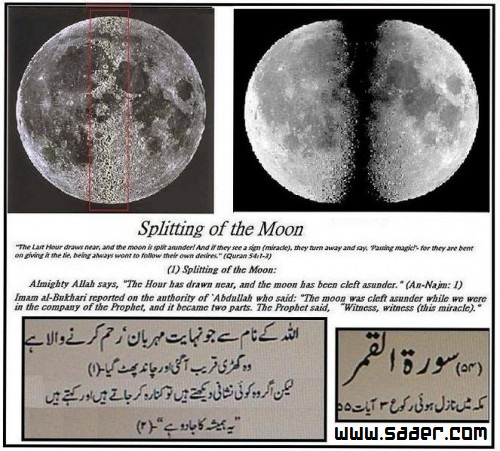 Splitting of the Moon
"The Last Hour draws near, and the moon is split asunder! And if they see a sign (miracle), they turn away and say, 'Passing magic!'- for they are bent
on giving it the lie, being always wont to follow their own desires." (Quran 54:1-3)
(1) Splitting of the Moon:
Almighty Allah says, "The Hour has drawn near, and the moon has been cleft asunder." (An-Najm: 1)
Imam al-Bukhari reported on the authority of `Abdullah who said: "The moon was cleft asunder while we were
in the company of the Prophet, and it became two parts. The Prophet said, "Witness, witness (this miracle)."
اللہ کے نام سے جو نہایت مہربان، رحم کرنے والا ہے
وہ گھڑی قریب آ گئی اور چاند پھٹ گیا-(۱)
لیکن اگر وہ کوئی نشانی دیکھتے ہیں تو کنارہ کر جاتے ہیں اور کہتے ہیں
"یہ ہمیشہ کا جادو ہے"-(۲)
(۵۴) سورۃ القمر
مکہ میں نازل ہوئی رکوع ۳ آیات ۵۵
www.saaer.com